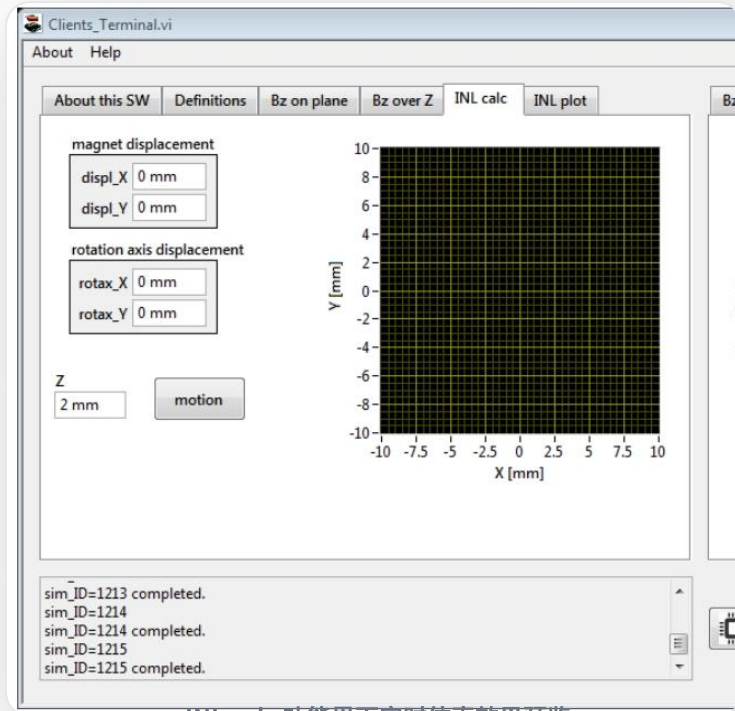 Clients_Terminal.vi
About Help
About this SW Definitions Bz on plane Bz over Z INL calc INL plot
Bz
magnet displacement
displ_X 0 mm
displ_Y 0 mm
rotation axis displacement
rotax_X 0 mm
rotax_Y 0 mm
Z
2 mm
motion
10
8
6
4
2
0
-2
-4
-6
-8
-10
Y [mm]
-10 -7.5 -5 -2.5 0 2.5 5 7.5 10
X [mm]
sim_ID=1213 completed.
sim_ID=1214
sim_ID=1214 completed.
sim_ID=1215
sim_ID=1215 completed.